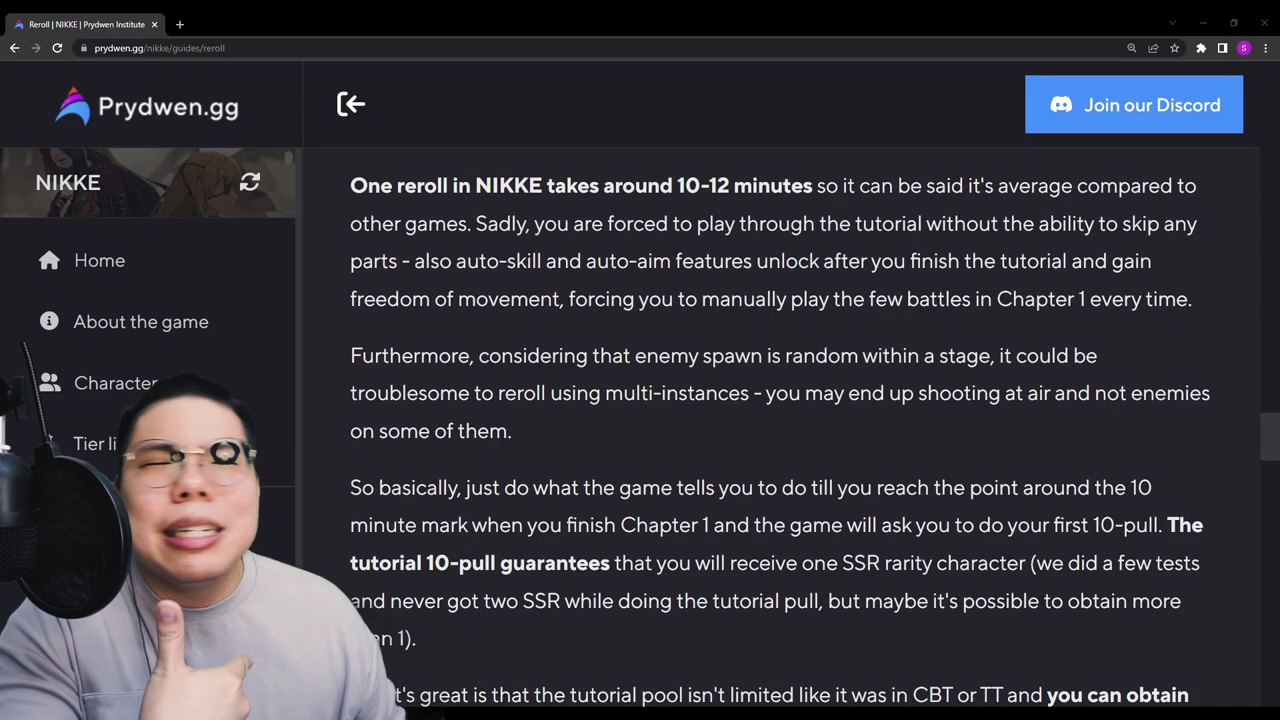 Reroll | NIKKE | Prydwen Institute
prydwen.gg/nikke/guides/reroll
S
Prydwen.gg
Join our Discord
NIKKE
Home
About the game
Character
Tier li
One reroll in NIKKE takes around 10-12 minutes so it can be said it's average compared to
other games. Sadly, you are forced to play through the tutorial without the ability to skip any
parts - also auto-skill and auto-aim features unlock after you finish the tutorial and gain
freedom of movement, forcing you to manually play the few battles in Chapter 1 every time.
Furthermore, considering that enemy spawn is random within a stage, it could be
troublesome to reroll using multi-instances - you may end up shooting at air and not enemies
on some of them.
So basically, just do what the game tells you to do till you reach the point around the 10
minute mark when you finish Chapter 1 and the game will ask you to do your first 10-pull. The
tutorial 10-pull guarantees that you will receive one SSR rarity character (we did a few tests
and never got two SSR while doing the tutorial pull, but maybe it's possible to obtain more
n 1).
t's great is that the tutorial pool isn't limited like it was in CBT or TT and you can obtain